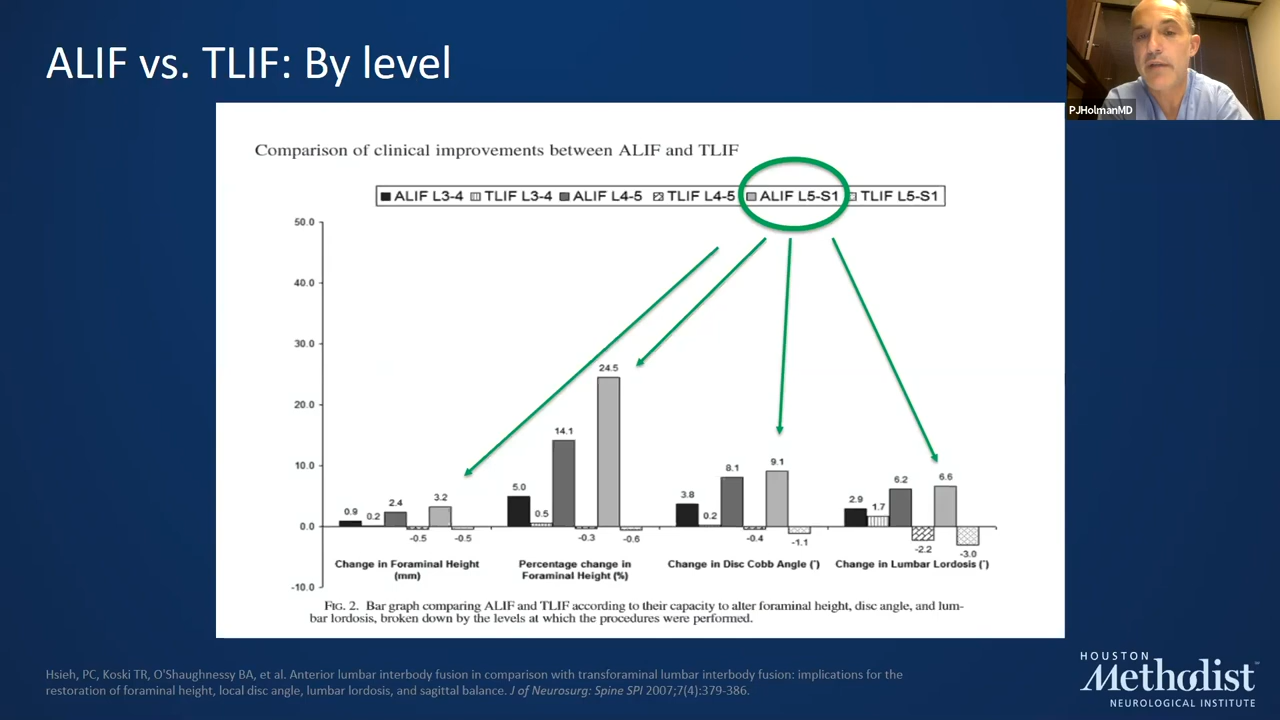 ALIF vs. TLIF: By level
PJHolmanMD
Comparison of clinical improvements between ALIF and TLIF
ALIF L3-4 TLIF L3-4 ALIF L4-5 TLIF L4-5 ALIF L5-S1 TLIF L5-S1
50.0
40.0
30.0
20.0
10.0
0.0
-10.0
0.9 0.2 2.4 -0.5 3.2 -0.5
5.0 0.5 14.1 -0.3 24.5 -0.6
3.8 0.2 8.1 -0.4 9.1 -1.1
2.9 1.7 6.2 -2.2 6.6 -3.0
Change in Foraminal Height
(mm)
Percentage change in
Foraminal Height (%)
Change in Disc Cobb Angle (˚)
Change in Lumbar Lordosis (˚)
FIG. 2. Bar graph comparing ALIF and TLIF according to their capacity to alter foraminal height, disc angle, and lum-
bar lordosis, broken down by the levels at which the procedures were performed.
Hsieh, PC, Koski TR, O'Shaughnessy BA, et al. Anterior lumbar interbody fusion in comparison with transforaminal lumbar interbody fusion: implications for the
restoration of foraminal height, local disc angle, lumbar lordosis, and sagittal balance. J of Neurosurg: Spine SPI 2007;7(4):379-386.
HOUSTON
Methodist
NEUROLOGICAL INSTITUTE